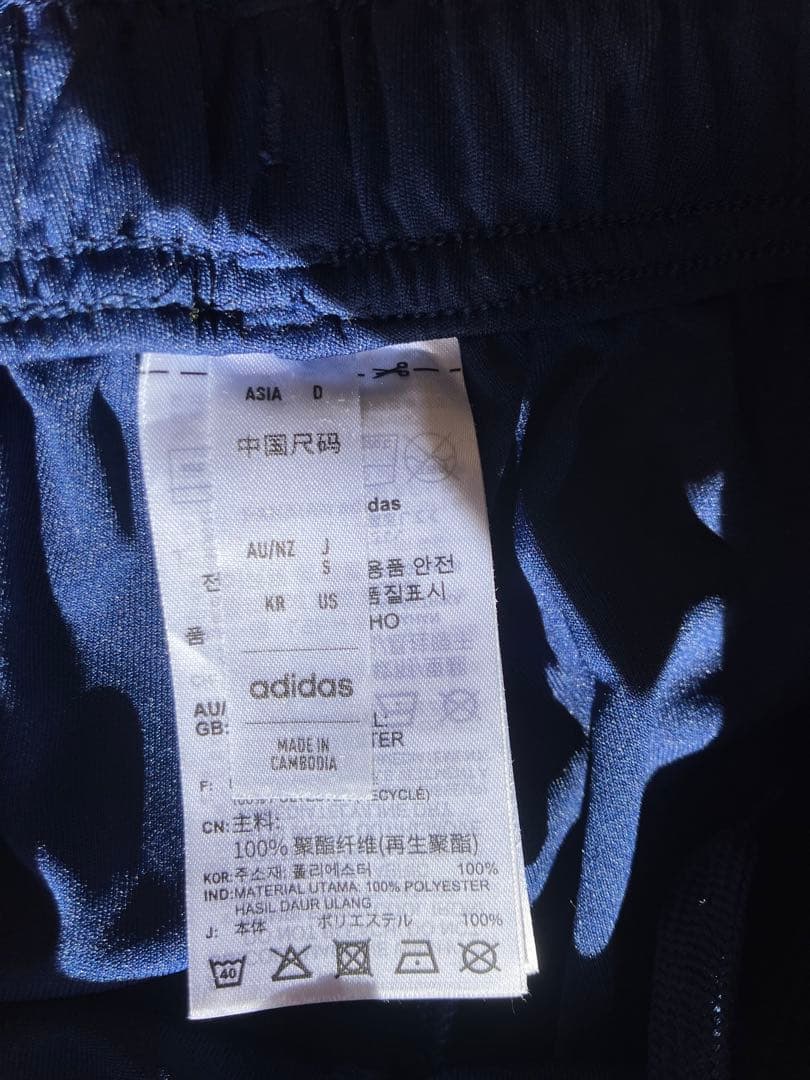 ASIA D
中国尺码
das
AU/NZ J
S
용품 안전
전
KR US
품질표시
HO
품
adidas
AU/
GB:
TER
MADE IN
CAMBODIA
F:
CN: 主料:
100% 聚酯纤维(再生聚酯)
KOR: 주소재: 폴리에스터 100%
IND: MATERIAL UTAMA: 100% POLYESTER
HASIL DAUR ULANG
J: 本体 ポリエステル 100%
40